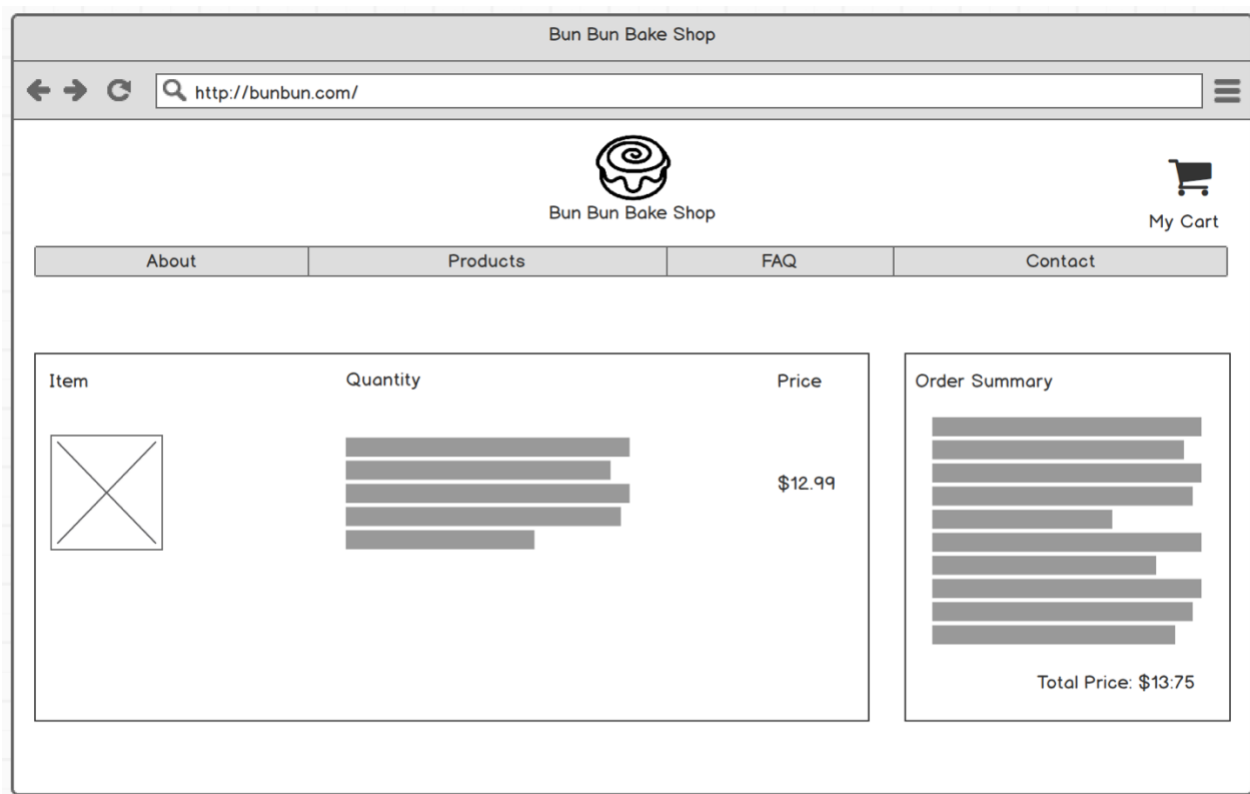 Bun Bun Bake Shop
http://bunbun.com/
Bun Bun Bake Shop
My Cart
About Products FAQ Contact
Item Quantity Price
$12.99
Order Summary
Total Price: $13:75